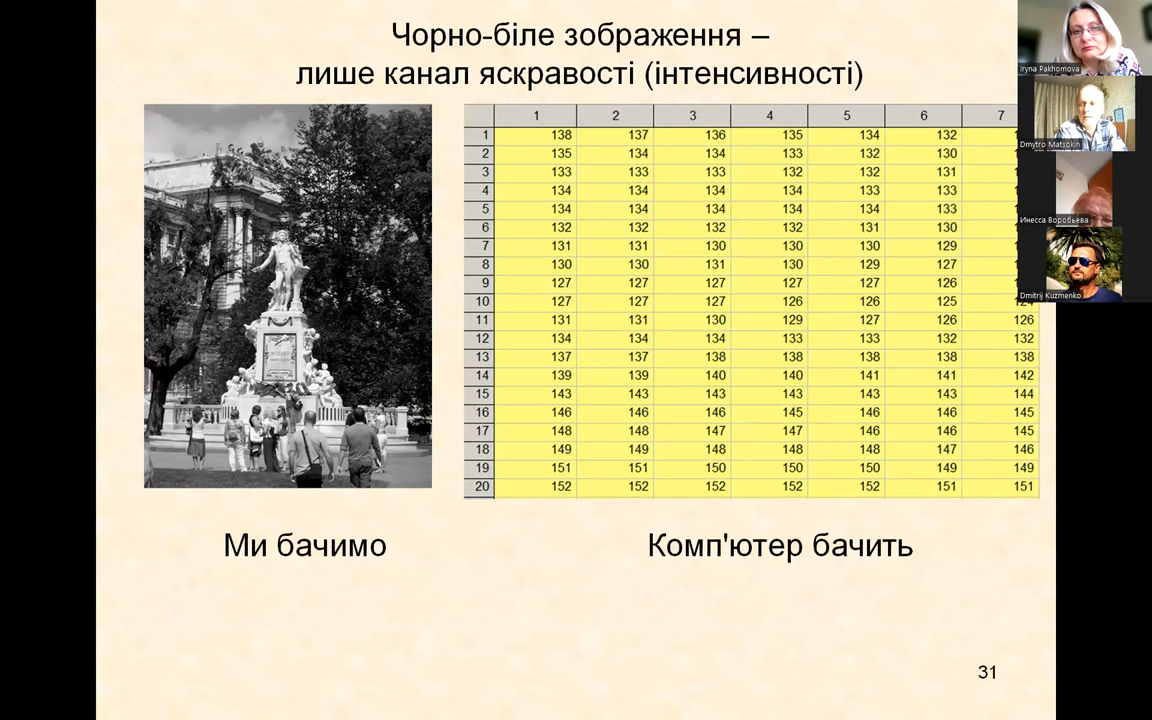 Чорно-біле зображення –
лише канал яскравості (інтенсивності)
1 2 3 4 5 6 7
1 138 137 136 135 134 132
2 135 134 134 133 132 130
3 133 133 133 132 132 131
4 134 134 134 134 133 133
5 134 134 134 134 134 133
6 132 132 132 132 131 130
7 131 131 130 130 130 129
8 130 130 131 130 129 127
9 127 127 127 127 127 126
10 127 127 127 126 126 125
11 131 131 130 129 127 126 126
12 134 134 134 133 133 132 132
13 137 137 138 138 138 138 138
14 139 139 140 140 141 141 142
15 143 143 143 143 143 143 144
16 146 146 146 145 146 146 145
17 148 148 147 147 146 146 145
18 149 149 148 148 148 147 146
19 151 151 150 150 150 149 149
20 152 152 152 152 152 151 151
Ми бачимо
Комп'ютер бачить
31
Iryna Pakhomova
Dmytro Matsokin
Инесса Воробьева
Dmitrij Kuzmenko